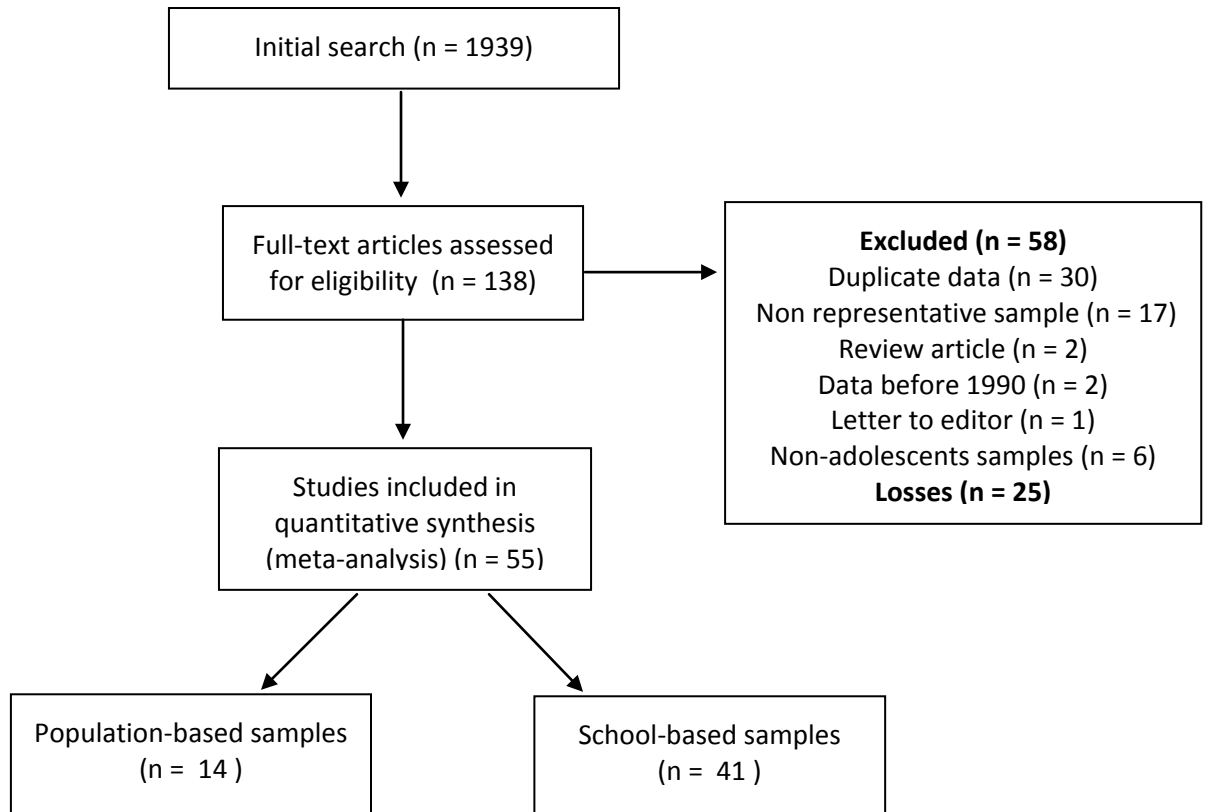 Initial search (n = 1939)
Full-text articles assessed
for eligibility (n = 138)
Excluded (n = 58)
Duplicate data (n = 30)
Non representative sample (n = 17)
Review article (n = 2)
Data before 1990 (n = 2)
Letter to editor (n = 1)
Non-adolescents samples (n = 6)
Losses (n = 25)
Studies included in
quantitative synthesis
(meta-analysis) (n = 55)
Population-based samples
(n = 14 )
School-based samples
(n = 41 )